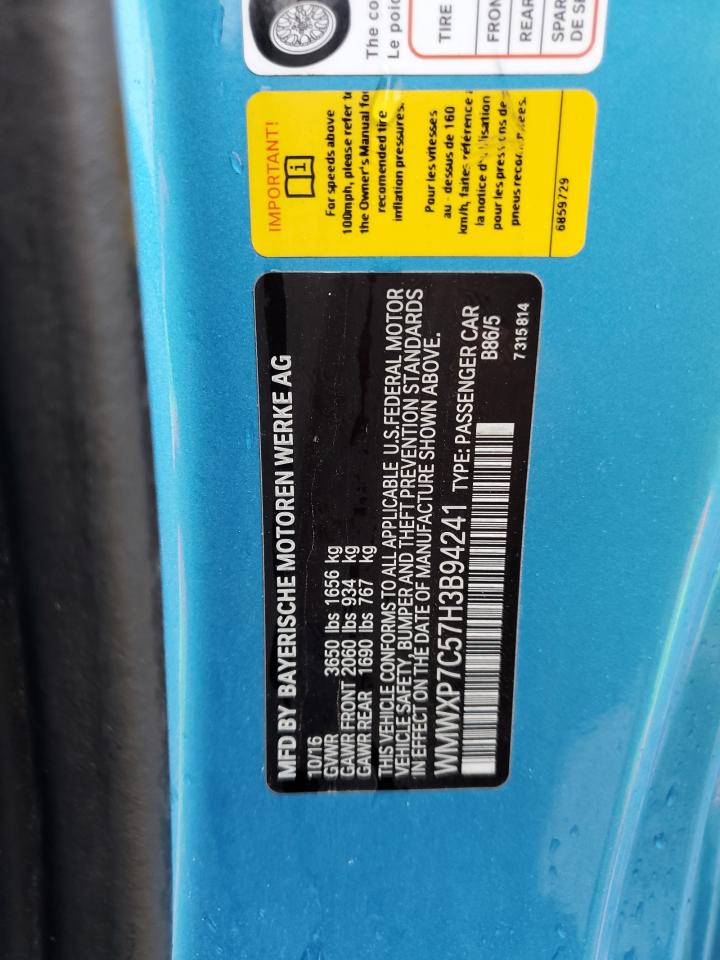 The co
Le poid
TIRE
FRON
REAR
SPAR
DE SE
IMPORTANT!
For speeds above
100mph, please refer to
the Owner's Manual for
recommended tire
inflation pressures.
Pour les vitesses
au - dessus de 160
km/h, faites référence
la notice d'utilisation
pour les pressions de
pneus
6859729
MFD BY BAYERISCHE MOTOREN WERKE AG
10/16
GVWR 3650 lbs 1656 kg
GAWR FRONT 2060 lbs 934 kg
GAWR REAR 1690 lbs 767 kg
THIS VEHICLE CONFORMS TO ALL APPLICABLE U.S.FEDERAL MOTOR
VEHICLE SAFETY, BUMPER AND THEFT PREVENTION STANDARDS
IN EFFECT ON THE DATE OF MANUFACTURE SHOWN ABOVE.
WMWXP7C57H3B94241 TYPE: PASSENGER CAR
B86/5
7315814